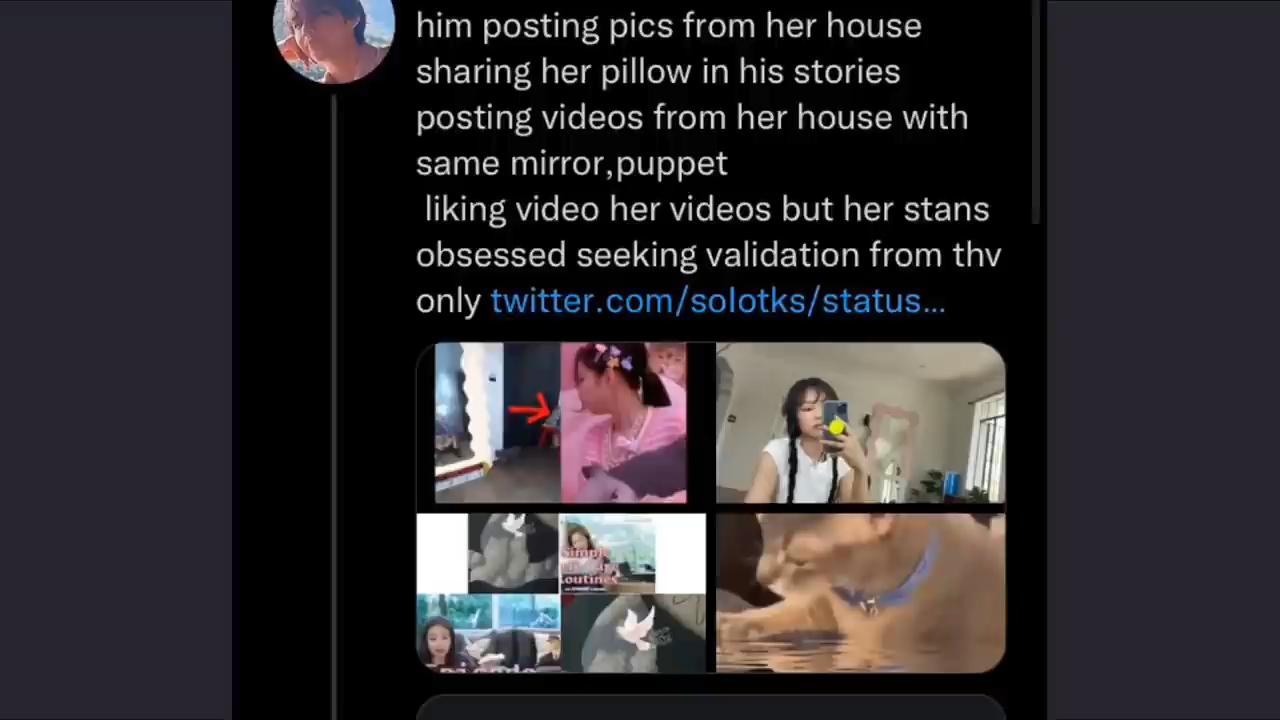 him posting pics from her house
sharing her pillow in his stories
posting videos from her house with
same mirror,puppet
liking video her videos but her stans
obsessed seeking validation from thv
only twitter.com/solotks/status...
Simple
outines